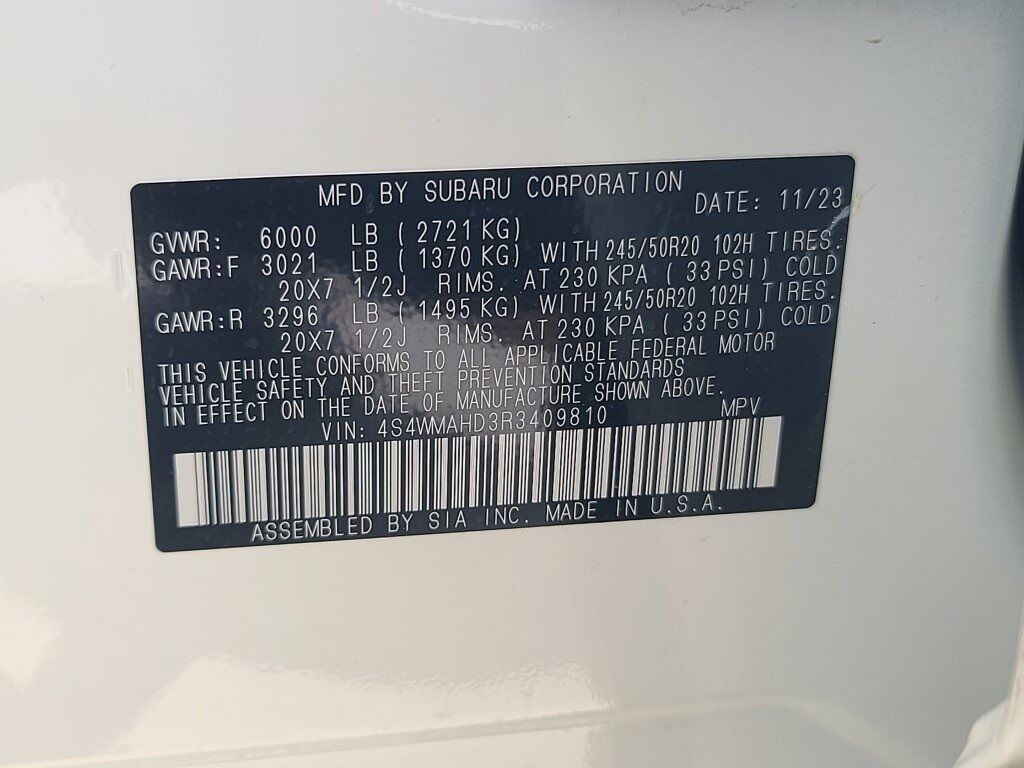 MFD BY SUBARU CORPORATION DATE: 11/23
GVWR: 6000 LB ( 2721 KG)
GAWR:F 3021 LB ( 1370 KG) WITH 245/50R20 102H TIRES.
20X7 1/2J RIMS. AT 230 KPA ( 33 PSI) COLD
GAWR:R 3296 LB ( 1495 KG) WITH 245/50R20 102H TIRES.
20X7 1/2J RIMS. AT 230 KPA ( 33 PSI) COLD
THIS VEHICLE CONFORMS TO ALL APPLICABLE FEDERAL MOTOR
VEHICLE SAFETY AND THEFT PREVENTION STANDARDS
IN EFFECT ON THE DATE OF MANUFACTURE SHOWN ABOVE.
VIN: 4S4WMAHD3R3409810 MPV
ASSEMBLED BY SIA INC. MADE IN U.S.A.